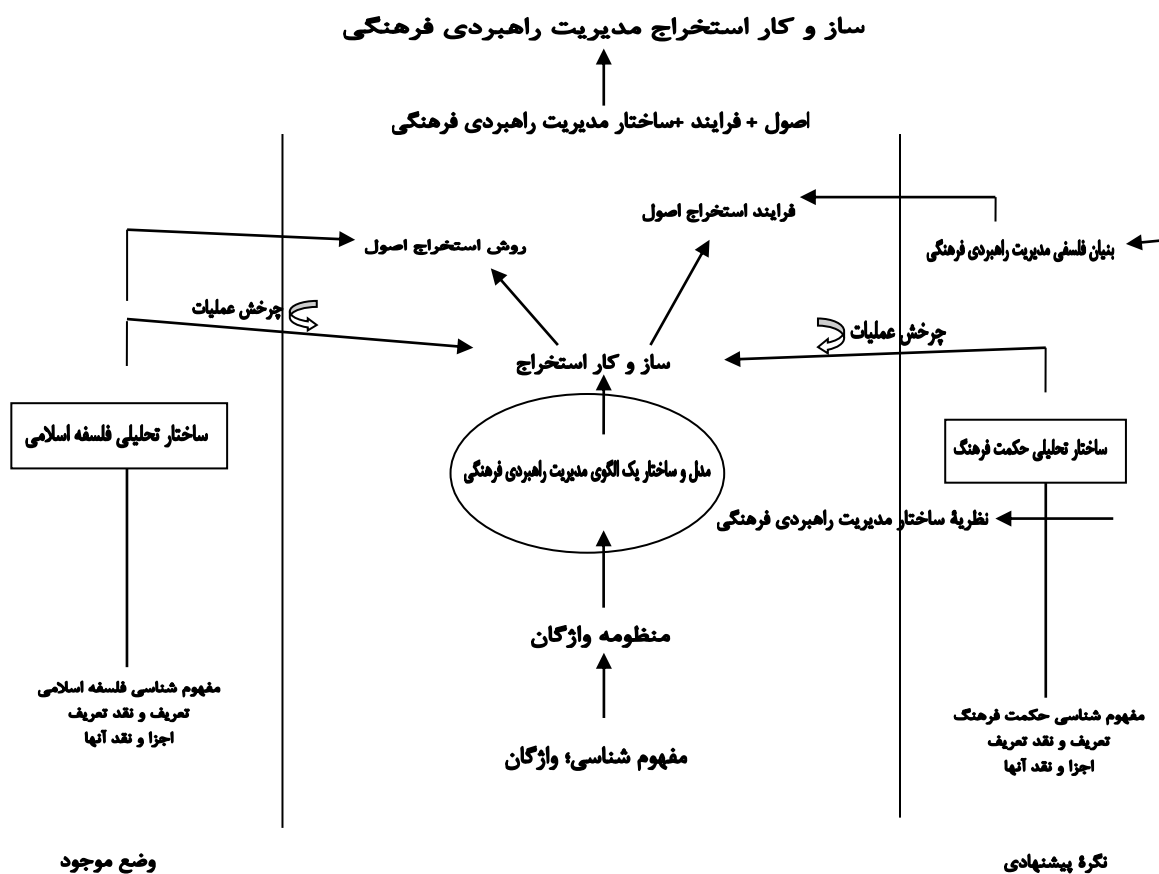 ساز و کار استخراج مدیریت راهبردی فرهنگی
اصول + فرایند +ساختار مدیریت راهبردی فرهنگی
فرایند استخراج اصول
روش استخراج اصول
بنیان فلسفی مدیریت راهبردی فرهنگی
چرخش عملیات
چرخش عملیات
ساز و کار استخراج
ساختار تحلیلی حکمت فرهنگ
مدل و ساختار یک الگوی مدیریت راهبردی فرهنگی
ساختار تحلیلی فلسفه اسلامی
نظریۀ ساختار مدیریت راهبردی فرهنگی
منظومه واژگان
مفهوم شناسی حکمت فرهنگ
تعریف و نقد تعریف
اجزا و نقد آنها
مفهوم شناسی؛ واژگان
مفهوم شناسی فلسفه اسلامی
تعریف و نقد تعریف
اجزا و نقد آنها
نگرۀ پیشنهادی
وضع موجود